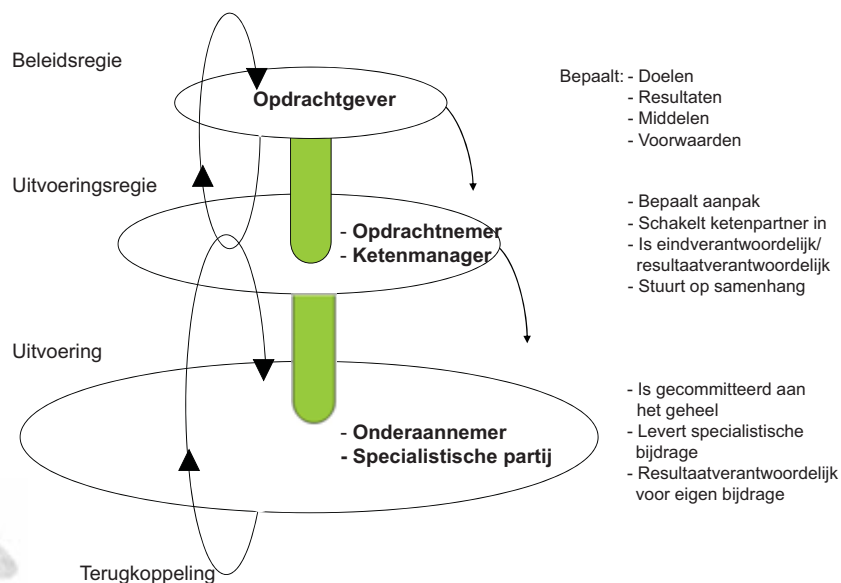 Beleidsregie
Opdrachtgever
Bepaalt: - Doelen
- Resultaten
- Middelen
- Voorwaarden
Uitvoeringsregie
- Opdrachtnemer
- Ketenmanager
- Bepaalt aanpak
- Schakelt ketenpartner in
- Is eindverantwoordelijk/
resultaatverantwoordelijk
- Stuurt op samenhang
Uitvoering
- Onderaannemer
- Specialistische partij
- Is gecommitteerd aan
het geheel
- Levert specialistische
bijdrage
- Resultaatverantwoordelijk
voor eigen bijdrage
Terugkoppeling